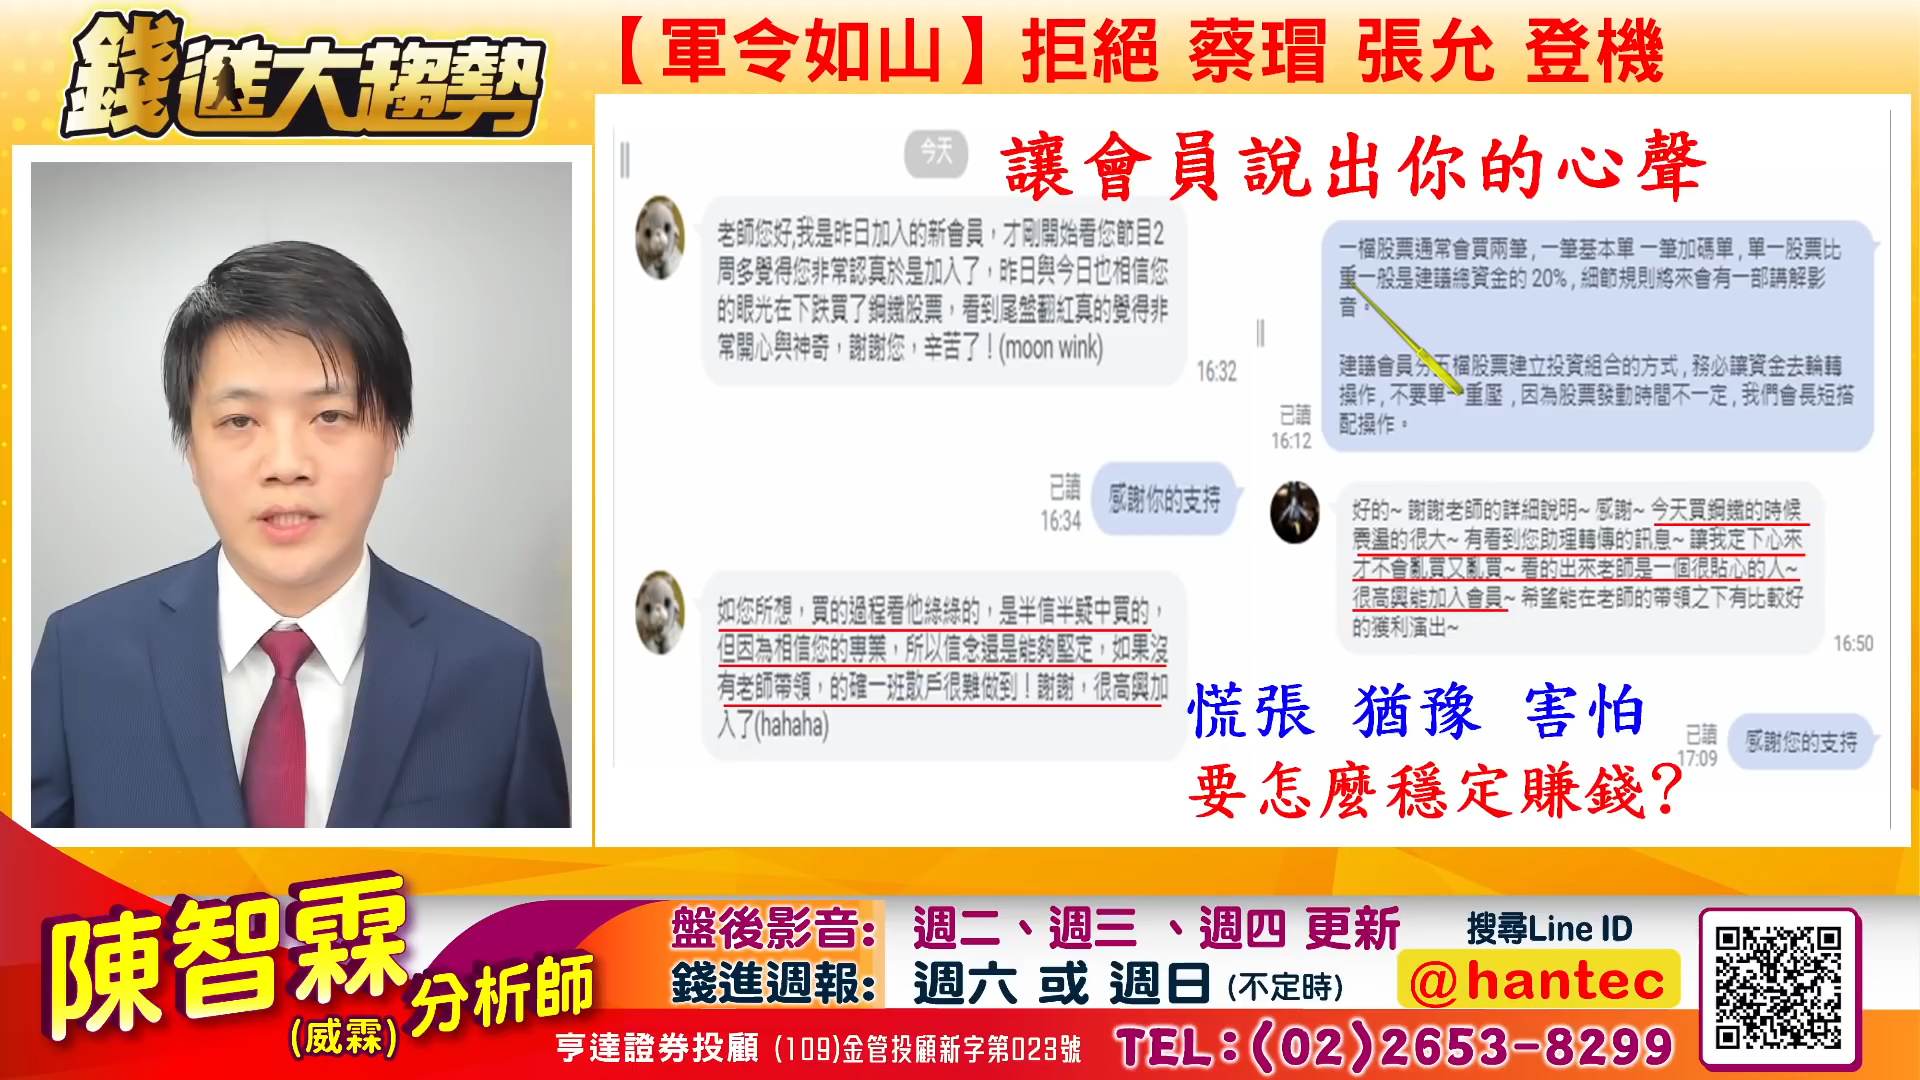 錢進大趨勢
【軍令如山】拒絕 蔡瑁 張允 登機
今天
讓會員說出你的心聲
老師您好,我是昨日加入的新會員，才剛開始看您節目2
周多覺得您非常認真於是加入了，昨日與今日也相信您
的眼光在下跌買了鋼鐵股票，看到尾盤翻紅真的覺得非
常開心與神奇，謝謝您，辛苦了！(moon wink)
16:32
已讀
16:34
感謝你的支持
如您所想，買的過程看他綠綠的，是半信半疑中買的，
但因為相信您的專業，所以信念還是能夠堅定，如果沒
有老師帶領，的確一班散戶很難做到！謝謝，很高興加
入了(hahaha)
一檔股票通常會買兩筆 , 一筆基本單 一筆加碼單 , 單一股票比
重一般是建議總資金的 20% , 細節規則將來會有一部講解影
音。
建議會員分五檔股票建立投資組合的方式 , 務必讓資金去輪轉
操作 , 不要單一重壓 , 因為股票發動時間不一定 , 我們會長短搭
配操作。
已讀
16:12
好的~ 謝謝老師的詳細說明~ 感謝~ 今天買鋼鐵的時候
震盪的很大~ 有看到您助理轉傳的訊息~ 讓我定下心來
才不會亂買又亂買~ 看的出來老師是一個很貼心的人~
很高興能加入會員~ 希望能在老師的帶領之下有比較好
的獲利演出~
16:50
慌張 猶豫 害怕
要怎麼穩定賺錢?
已讀
17:09
感謝您的支持
陳智霖
(威霖)
分析師
盤後影音: 週二、週三 、週四 更新
錢進週報: 週六 或 週日 (不定時)
搜尋Line ID
@hantec
亨達證券投顧 (109)金管投顧新字第023號
TEL:(02)2653-8299